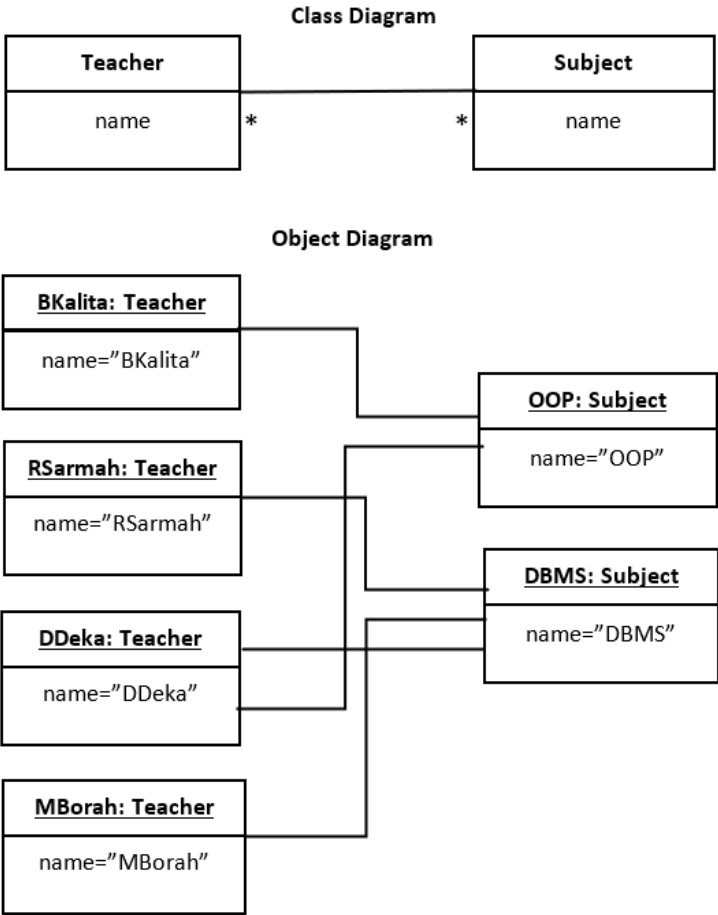 Class Diagram
Teacher
name
*
*
Subject
name
Object Diagram
BKalita: Teacher
name=”BKalita”
OOP: Subject
name=”OOP”
RSarmah: Teacher
name=”RSarmah”
DBMS: Subject
name=”DBMS”
DDeka: Teacher
name=”DDeka”
MBorah: Teacher
name=”MBorah”